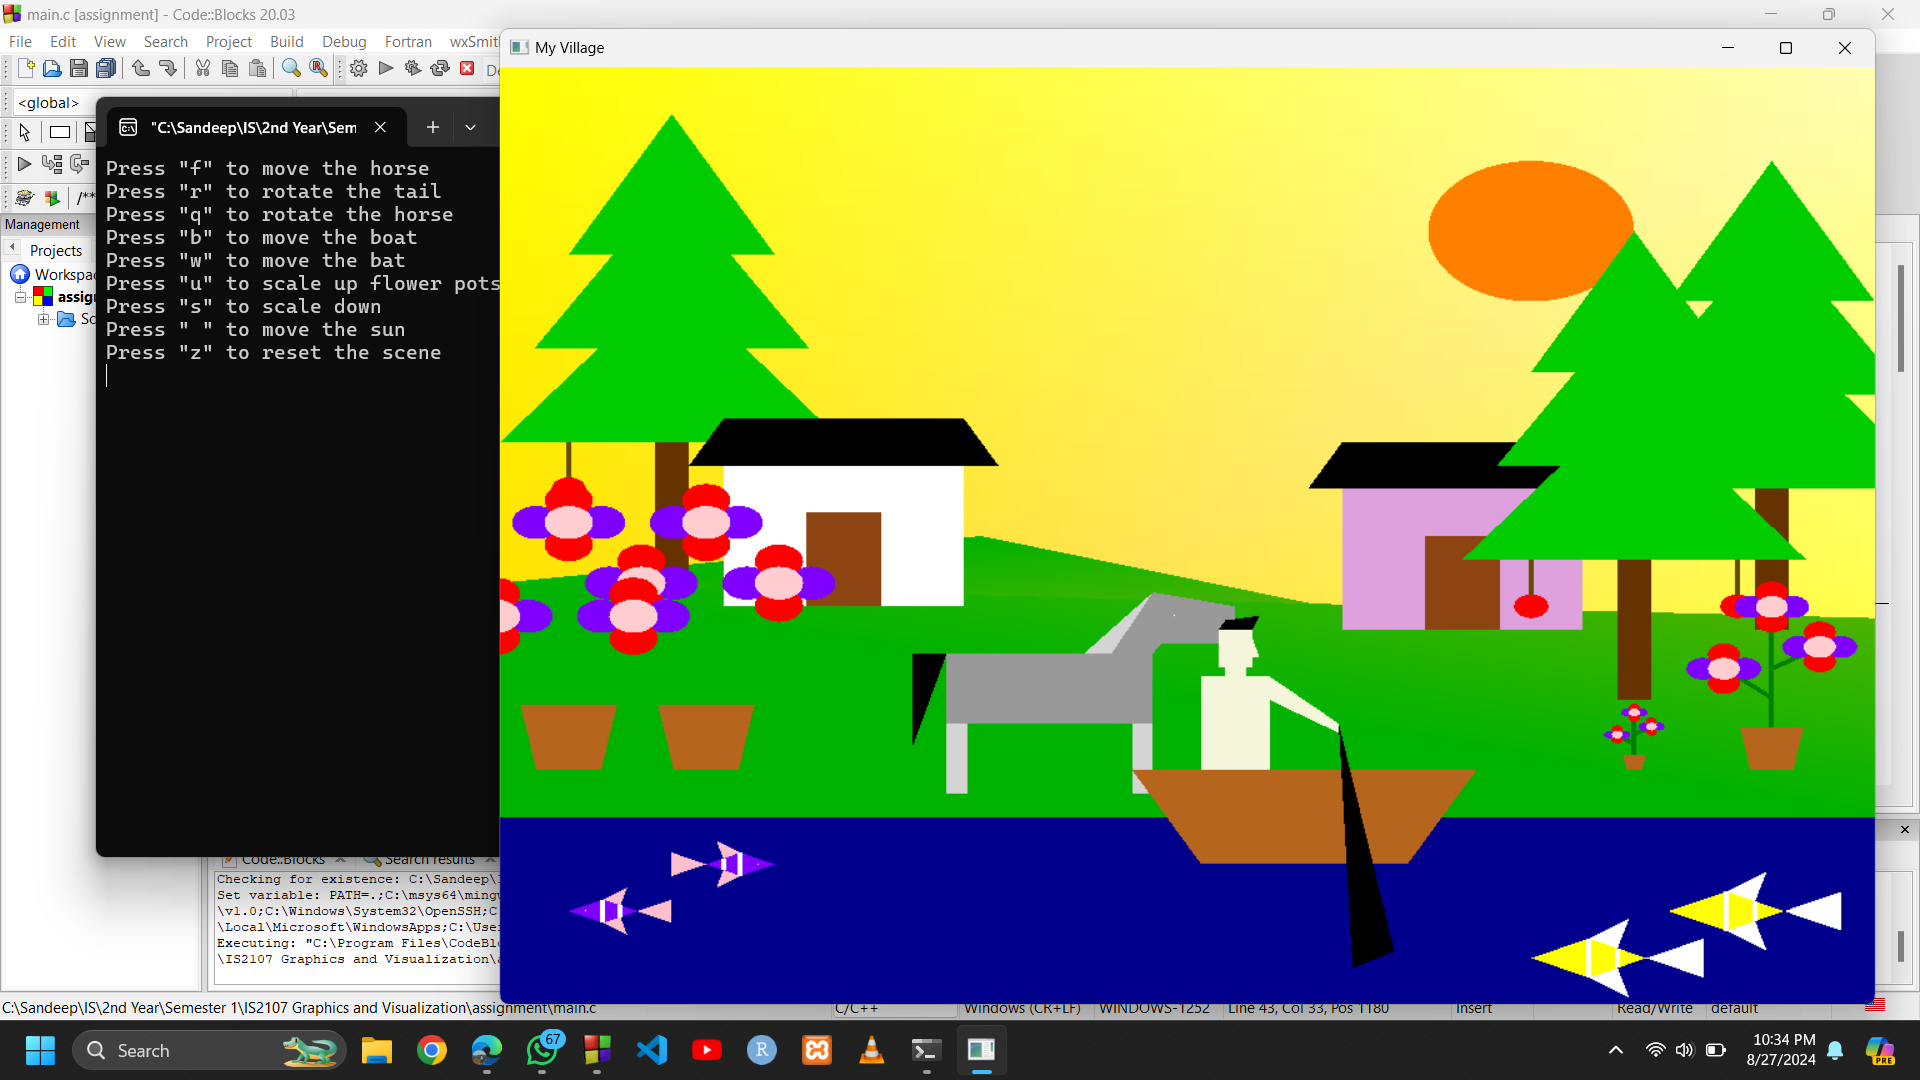 main.c [assignment] - Code::Blocks 20.03
File Edit View Search Project Build Debug Fortran wxSmit
My Village
<global>
"C:\Sandeep\IS\2nd Year\Sem
/**
Press "f" to move the horse
Press "r" to rotate the tail
Press "q" to rotate the horse
Press "b" to move the boat
Press "w" to move the bat
Press "u" to scale up flower pots
Press "s" to scale down
Press " " to move the sun
Press "z" to reset the scene
Management
Projects
Workspa
assig
Code::Blocks
Search results
Checking for existence: C:\Sandeep\
Set variable: PATH=.;C:\msys64\ming
\v1.0;C:\Windows\System32\OpenSSH;C
\Local\Microsoft\WindowsApps;C:\Use
Executing: "C:\Program Files\CodeBl
\IS2107 Graphics and Visualization\
C:\Sandeep\IS\2nd Year\Semester 1\IS2107 Graphics and Visualization\assignment\main.c
C/C++
Windows (CR+LF)
WINDOWS-1252
Line 43, Col 33, Pos 1180
Insert
Read/Write
default
Search
67
R
10:34 PM
8/27/2024
PRE